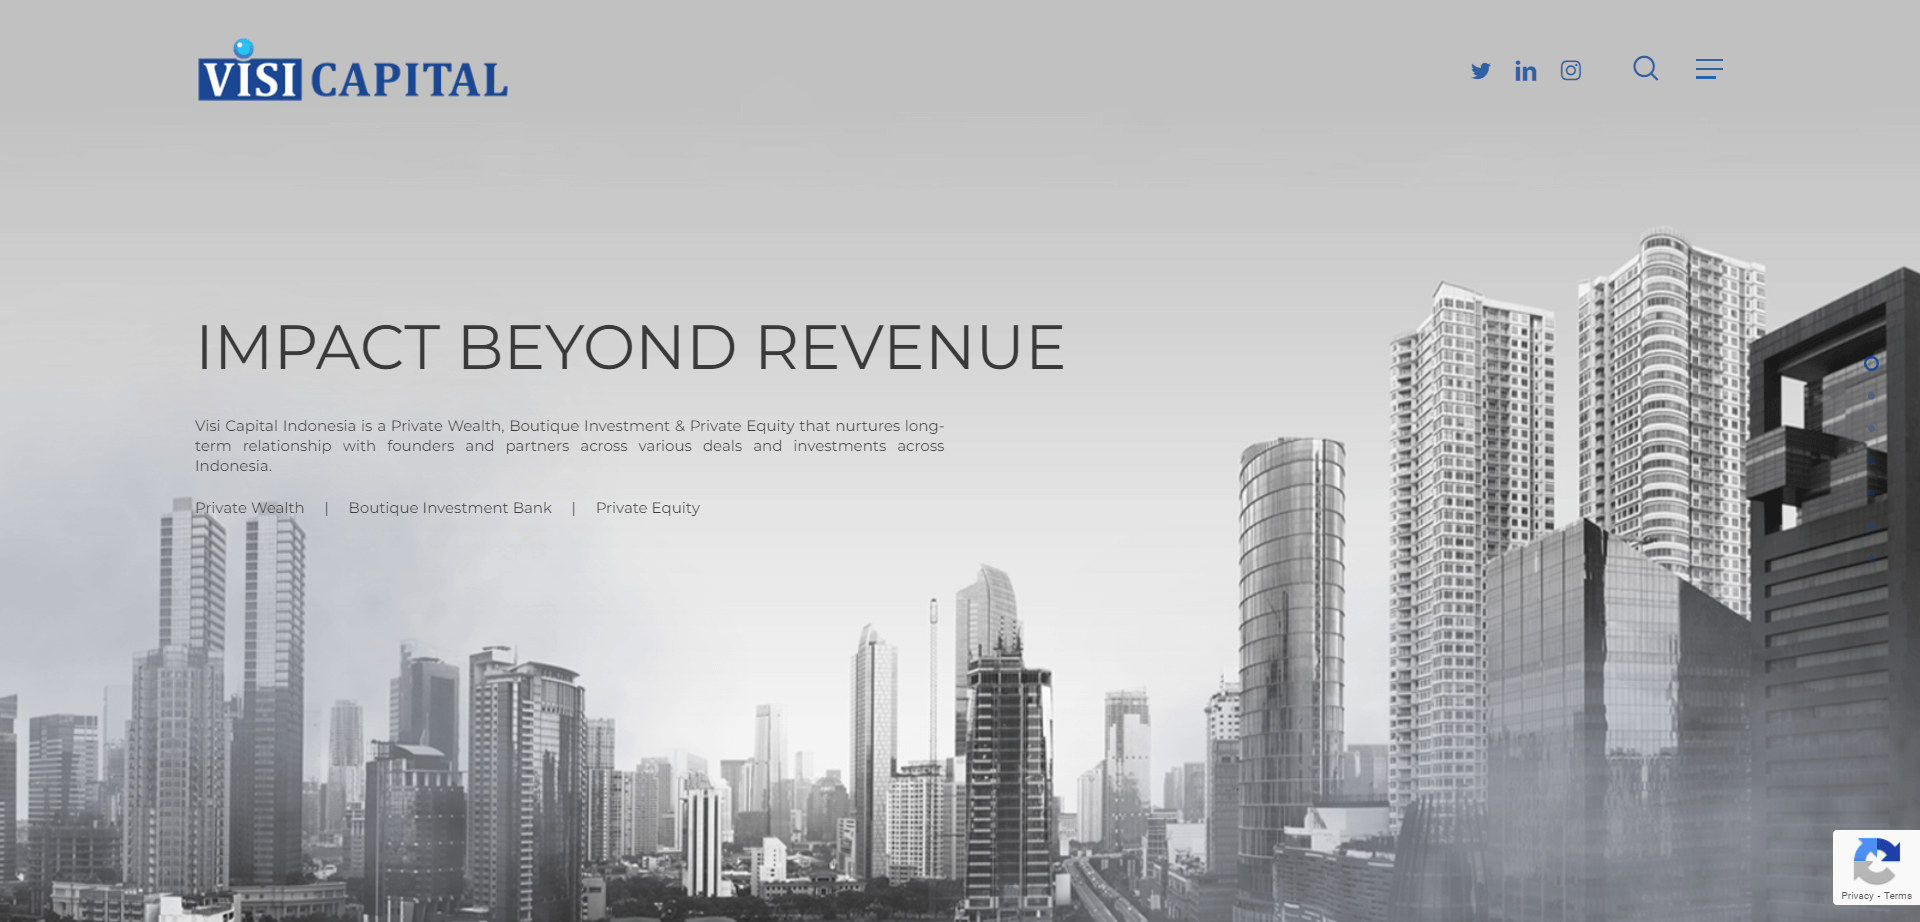 VISI CAPITAL
IMPACT BEYOND REVENUE
Visi Capital Indonesia is a Private Wealth, Boutique Investment & Private Equity that nurtures long-
term relationship with founders and partners across various deals and investments across
Indonesia.
Private Wealth | Boutique Investment Bank | Private Equity
Privacy - Terms